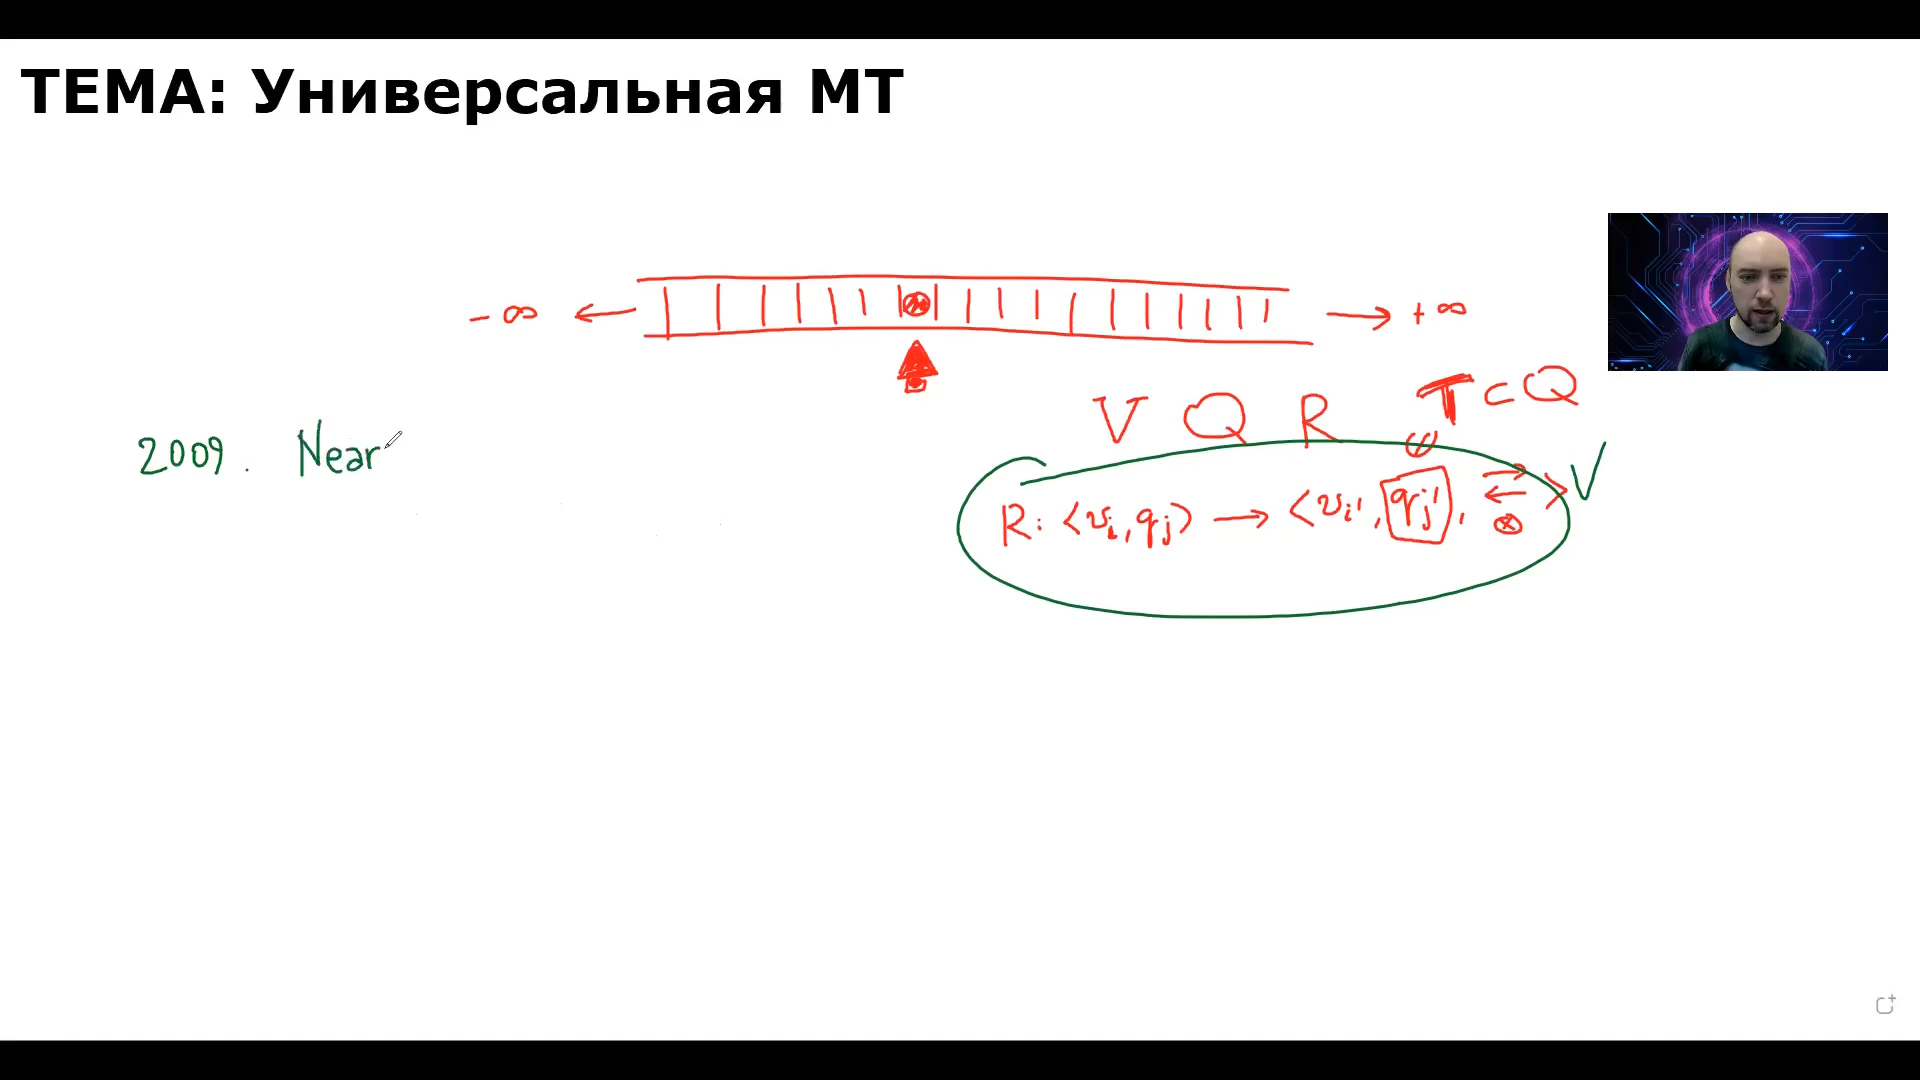 ТЕМА: Универсальная МТ
- ∞ ← → + ∞
V Q R T ⊂ Q
2009. Near
R: <vᵢ, qⱼ> → <vᵢ', qⱼ', ⇄ ⊗> V